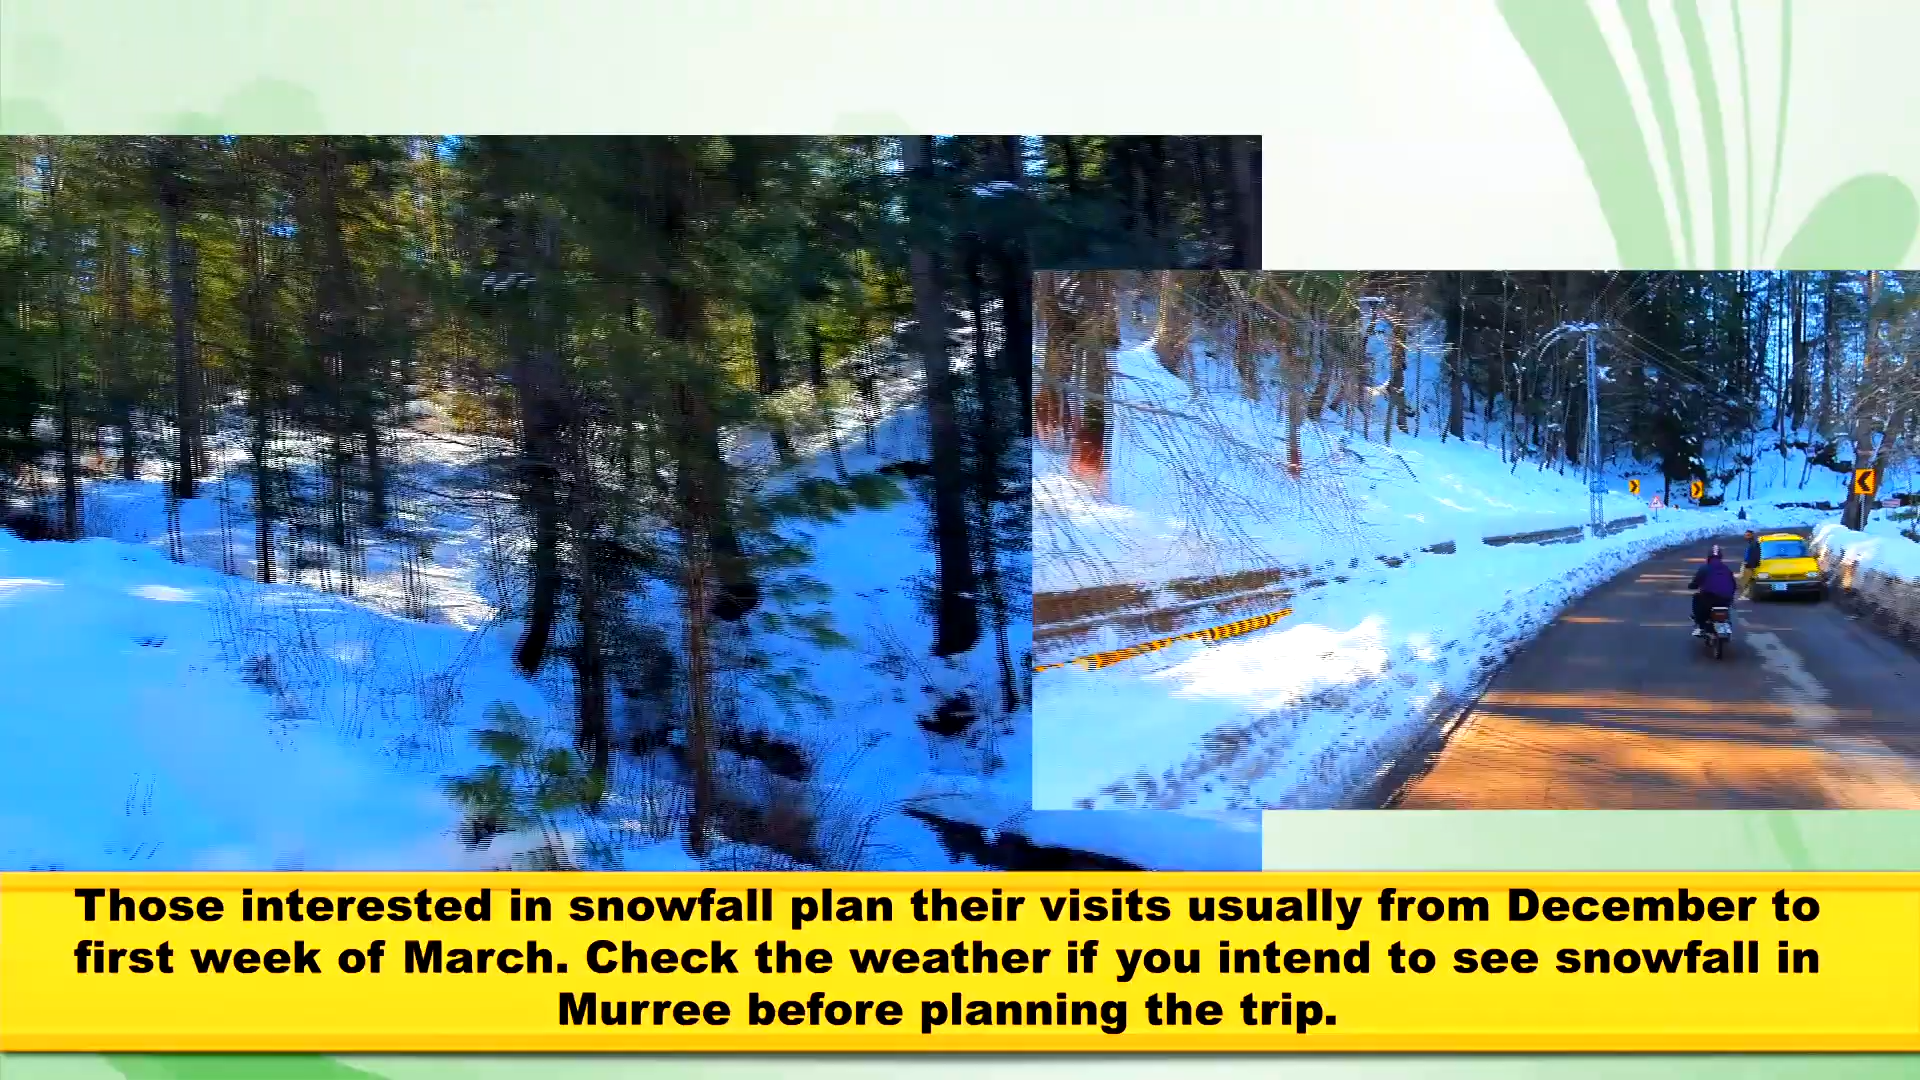 Those interested in snowfall plan their visits usually from December to
first week of March. Check the weather if you intend to see snowfall in
Murree before planning the trip.